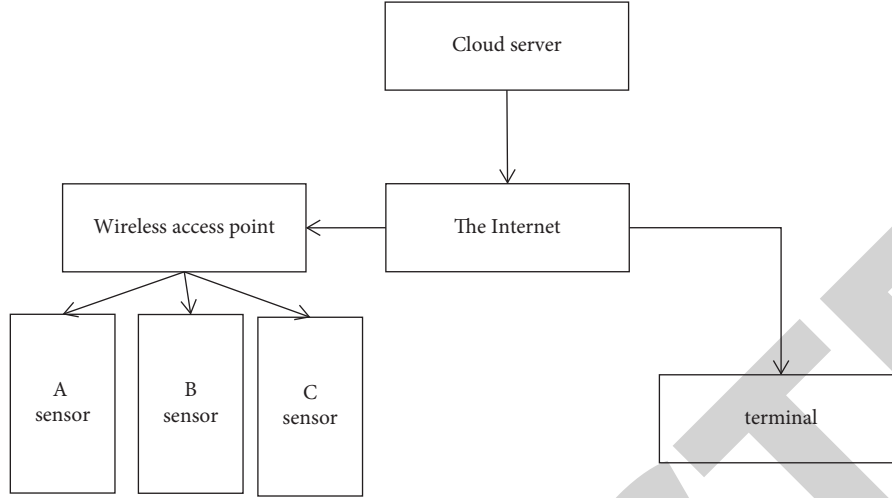 Cloud server
Wireless access point
The Internet
A
sensor
B
sensor
C
sensor
terminal